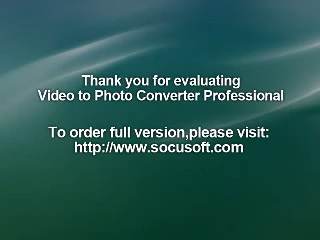 Thank you for evaluating
Video to Photo Converter Professional
To order full version,please visit:
http://www.socusoft.com